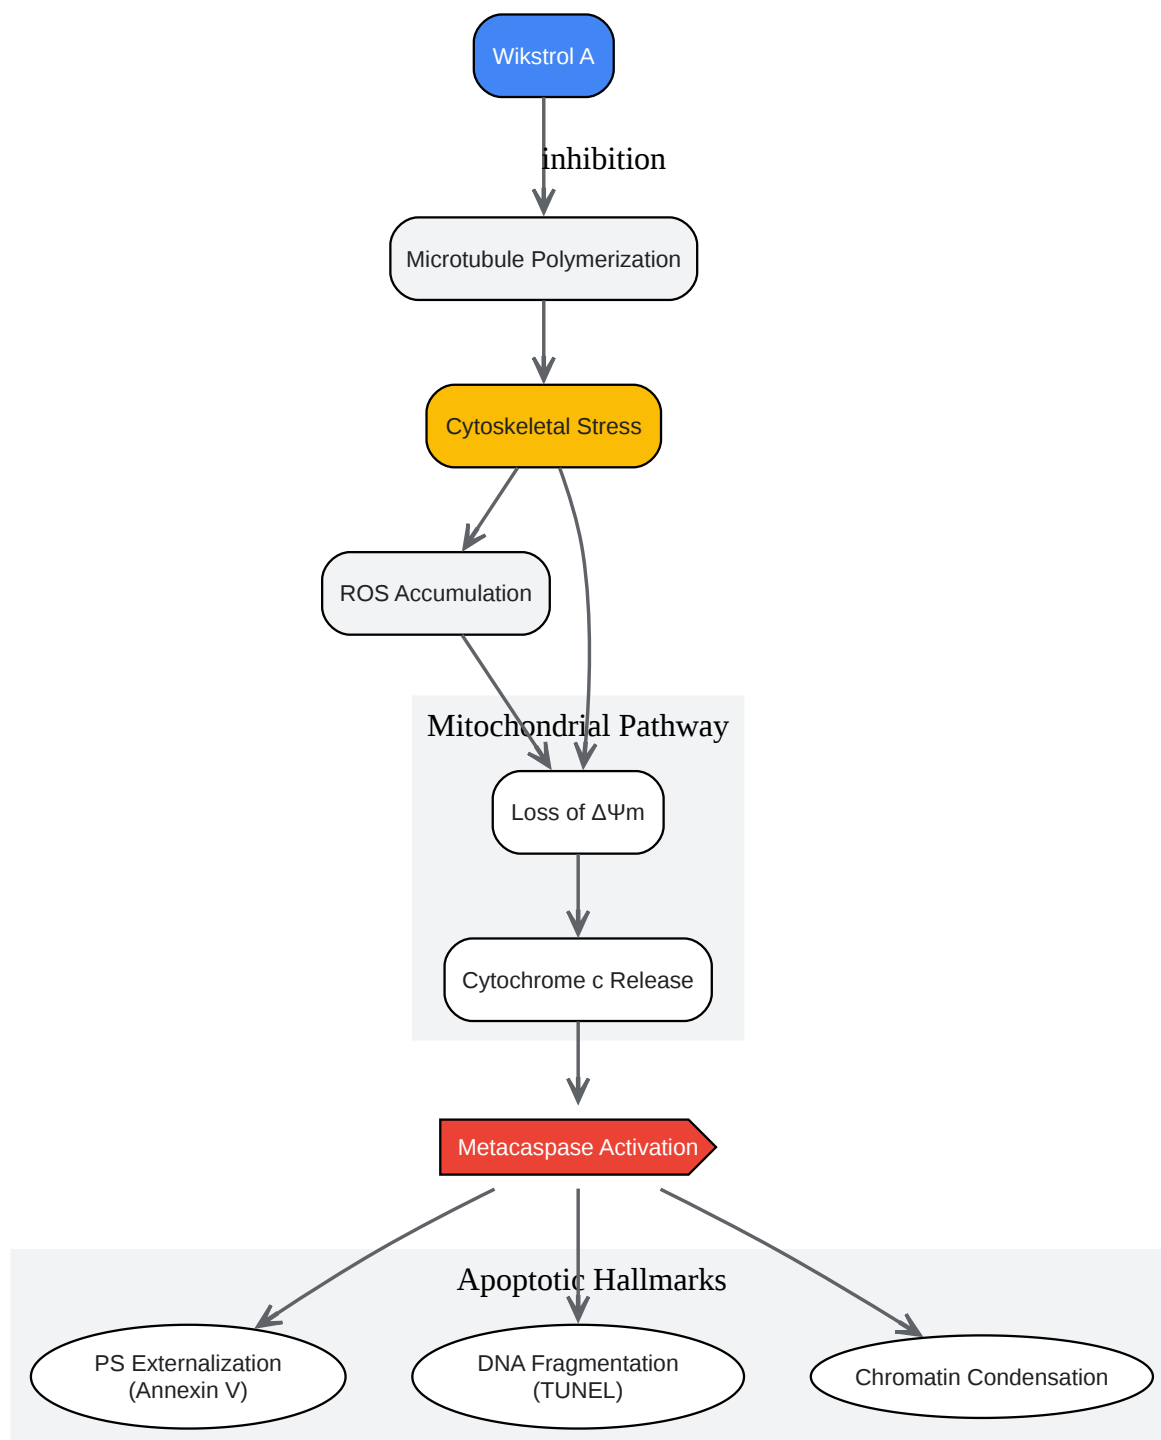 Wikstrol A
inhibition
Microtubule Polymerization
Cytoskeletal Stress
ROS Accumulation
Mitochondrial Pathway
Loss of ΔΨm
Cytochrome c Release
Metacaspase Activation
Apoptotic Hallmarks
PS Externalization
(Annexin V)
DNA Fragmentation
(TUNEL)
Chromatin Condensation